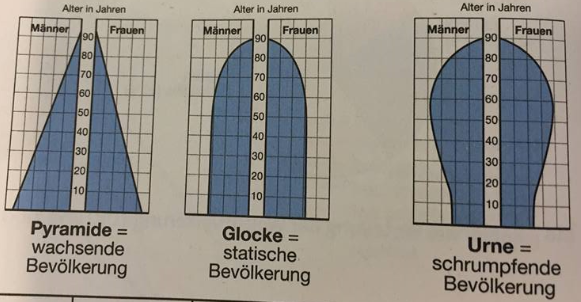 Alter in Jahren
Männer Frauen
90
80
70
60
50
40
30
20
10
Pyramide =
wachsende
Bevölkerung
Alter in Jahren
Männer Frauen
90
80
70
60
50
40
30
20
10
Glocke =
statische
Bevölkerung
Alter in Jahren
Männer Frauen
90
80
70
60
50
40
30
20
10
Urne =
schrumpfende
Bevölkerung